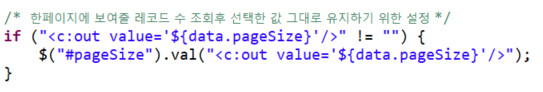 /* 한페이지에 보여줄 레코드 수 조회후 선택한 값 그대로 유지하기 위한 설정 */
if ("<c:out value='${data.pageSize}'/>" != "") {
    $("#pageSize").val("<c:out value='${data.pageSize}'/>");
}